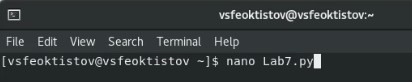 vsfeoktistov@vsfeoktistov:~
File Edit View Search Terminal Help
[vsfeoktistov@vsfeoktistov ~]$ nano Lab7.py